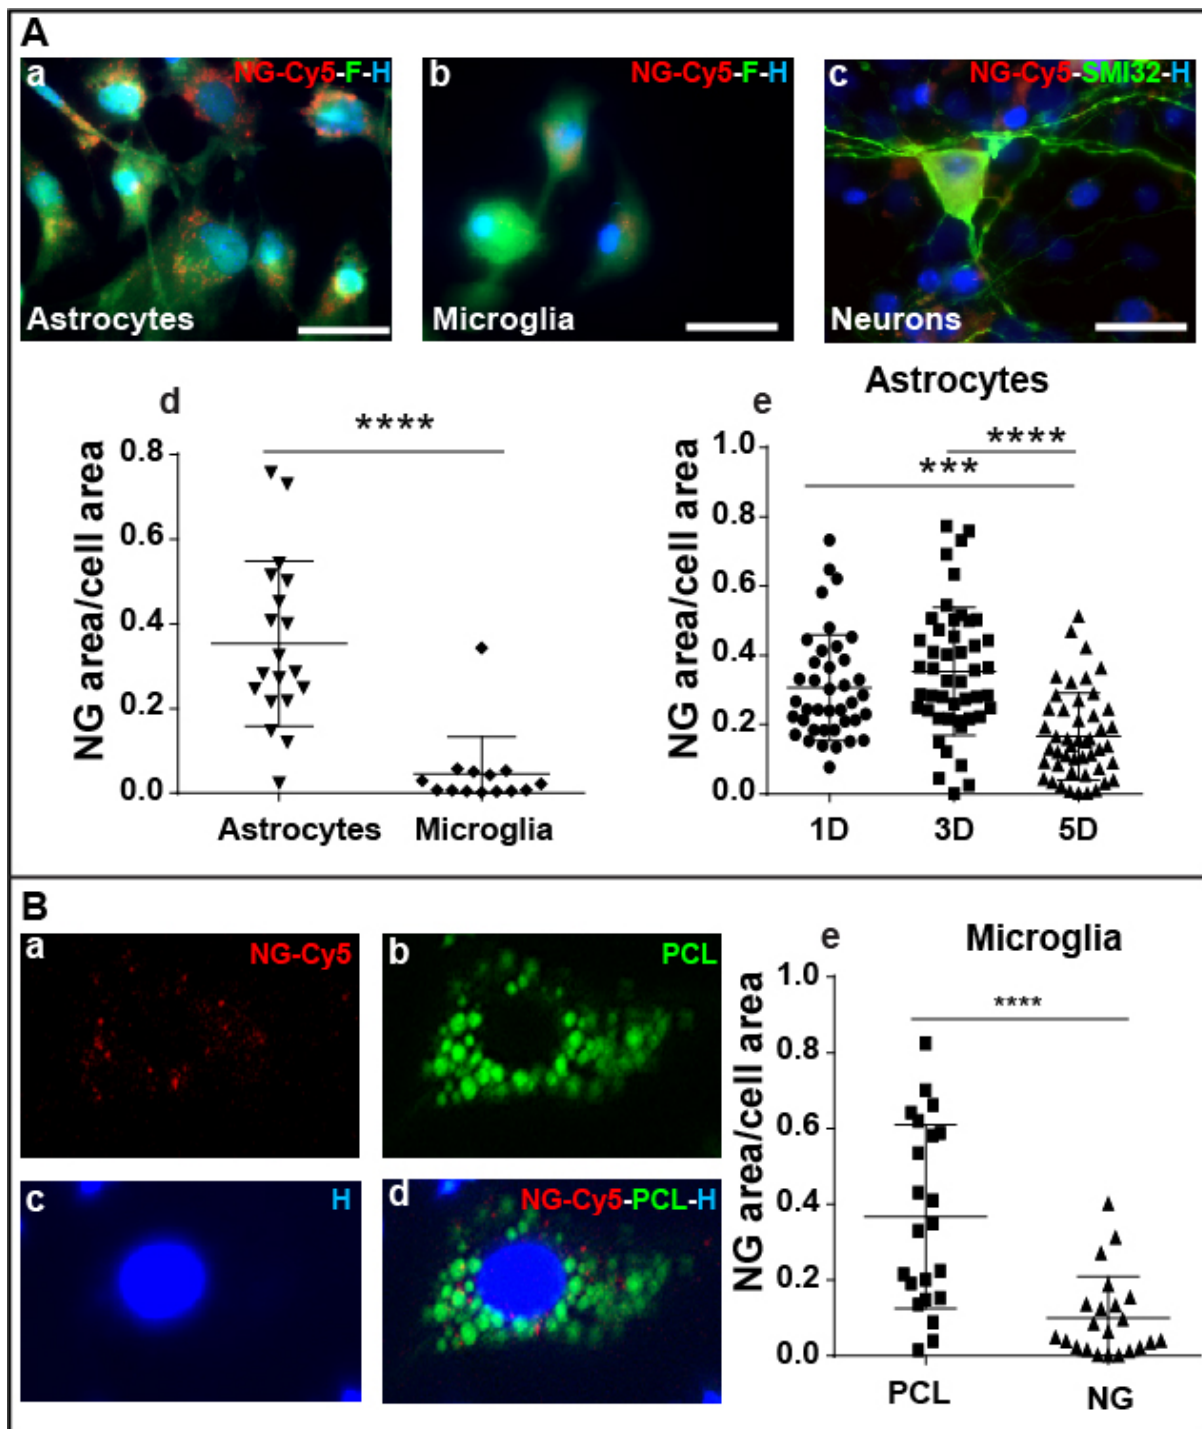 A
a
NG-Cy5-F-H
Astrocytes
b
NG-Cy5-F-H
Microglia
c
NG-Cy5-SMI32-H
Neurons
d
****
NG area/cell area
0.8
0.6
0.4
0.2
0.0
Astrocytes
Microglia
Astrocytes
e
****
***
NG area/cell area
1.0
0.8
0.6
0.4
0.2
0.0
1D
3D
5D
B
a
NG-Cy5
b
PCL
c
H
d
NG-Cy5-PCL-H
e
Microglia
****
NG area/cell area
1.0
0.8
0.6
0.4
0.2
0.0
PCL
NG